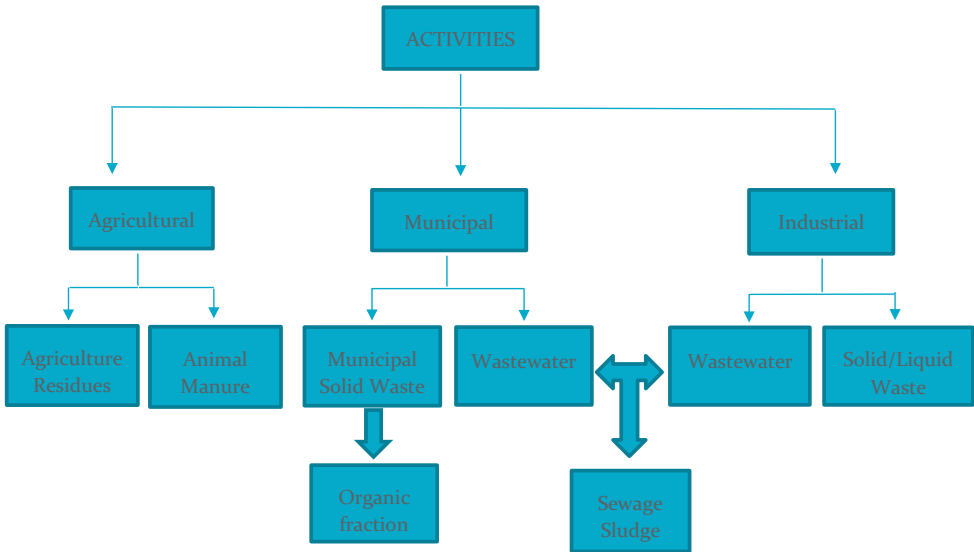 ACTIVITIES
Agricultural
Municipal
Industrial
Agriculture
Residues
Animal
Manure
Municipal
Solid Waste
Wastewater
Wastewater
Solid/Liquid
Waste
Organic
fraction
Sewage
Sludge